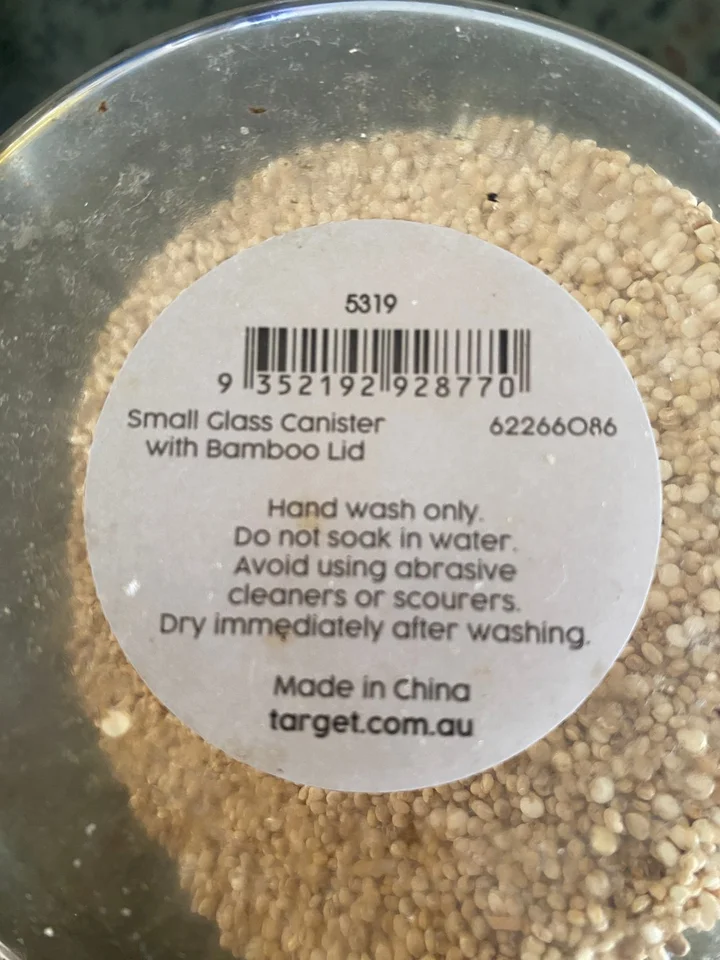 5319
9 352192 928770
Small Glass Canister 62266086
with Bamboo Lid
Hand wash only.
Do not soak in water.
Avoid using abrasive
cleaners or scourers.
Dry immediately after washing.
Made in China
target.com.au